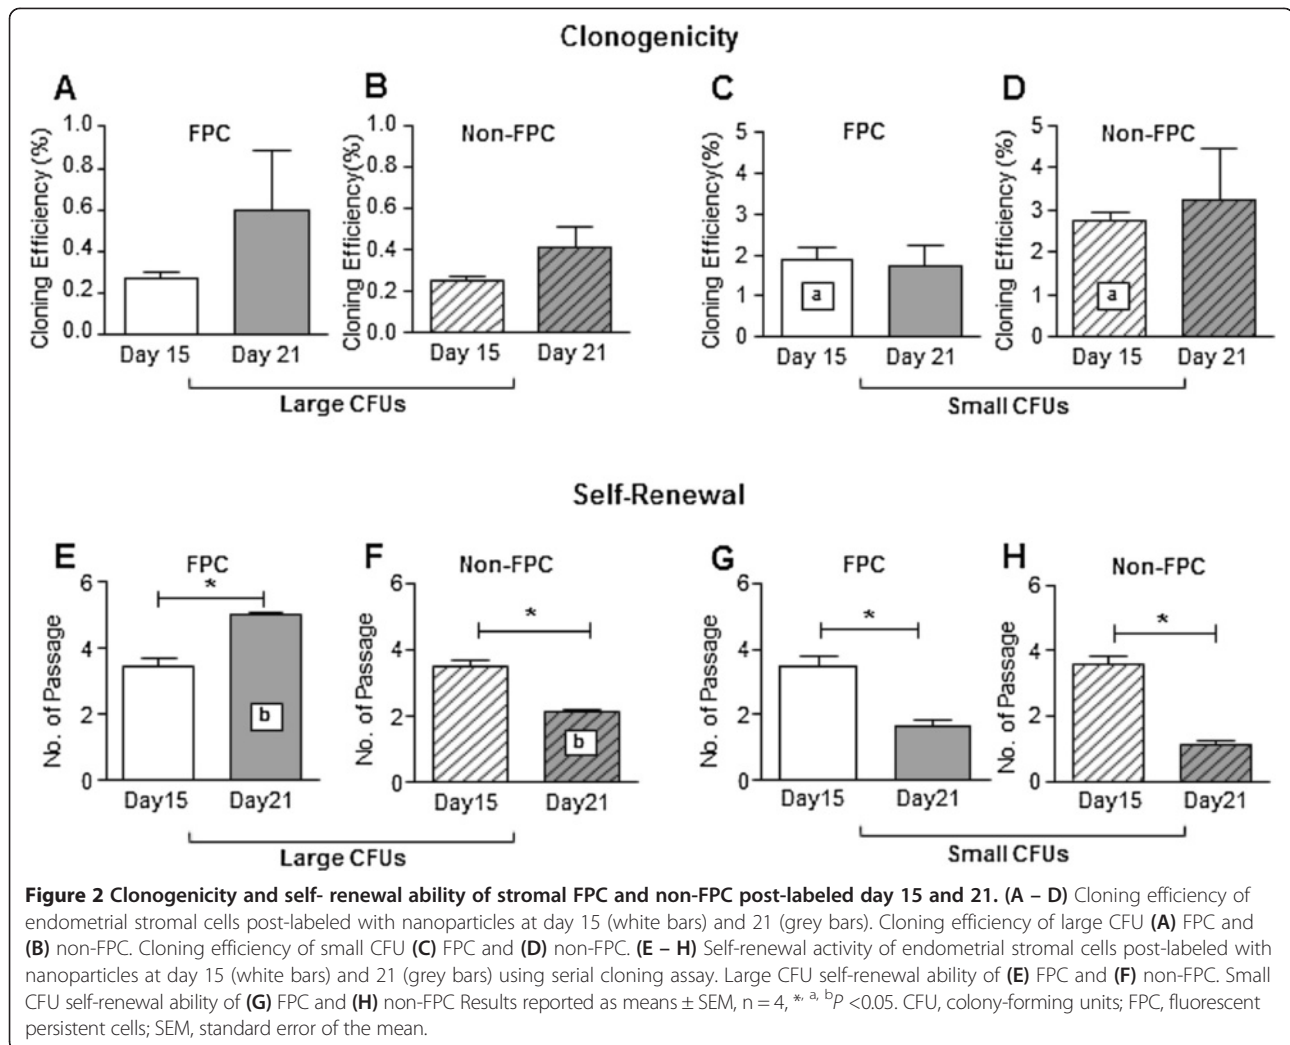 Clonogenicity
A
FPC
Cloning Efficiency (%)
1.0
0.8
0.6
0.4
0.2
0.0
Day 15 Day 21
B
Non-FPC
Cloning Efficiency(%)
1.0
0.8
0.6
0.4
0.2
0.0
Day 15 Day 21
Large CFUs
C
FPC
Cloning Efficiency(%)
5
4
3
2
1
0
a
Day 15 Day 21
D
Non-FPC
Cloning Efficiency (%)
5
4
3
2
1
0
a
Day 15 Day 21
Small CFUs
Self-Renewal
E
FPC
No. of Passage
6
4
2
0
*
b
Day15 Day21
F
Non-FPC
No. of Passage
6
4
2
0
*
b
Day15 Day21
Large CFUs
G
FPC
No. of Passage
6
4
2
0
*
Day15 Day21
H
Non-FPC
No. of Passage
6
4
2
0
*
Day15 Day21
Small CFUs
Figure 2 Clonogenicity and self- renewal ability of stromal FPC and non-FPC post-labeled day 15 and 21. (A – D) Cloning efficiency of
endometrial stromal cells post-labeled with nanoparticles at day 15 (white bars) and 21 (grey bars). Cloning efficiency of large CFU (A) FPC and
(B) non-FPC. Cloning efficiency of small CFU (C) FPC and (D) non-FPC. (E – H) Self-renewal activity of endometrial stromal cells post-labeled with
nanoparticles at day 15 (white bars) and 21 (grey bars) using serial cloning assay. Large CFU self-renewal ability of (E) FPC and (F) non-FPC. Small
CFU self-renewal ability of (G) FPC and (H) non-FPC Results reported as means ± SEM, n = 4, *, a, bP <0.05. CFU, colony-forming units; FPC, fluorescent
persistent cells; SEM, standard error of the mean.